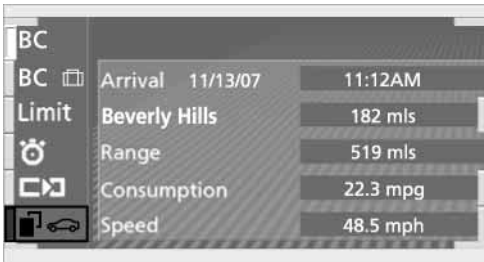 BC
BC
Limit
Arrival 11/13/07 11:12AM
Beverly Hills 182 mls
Range 519 mls
Consumption 22.3 mpg
Speed 48.5 mph